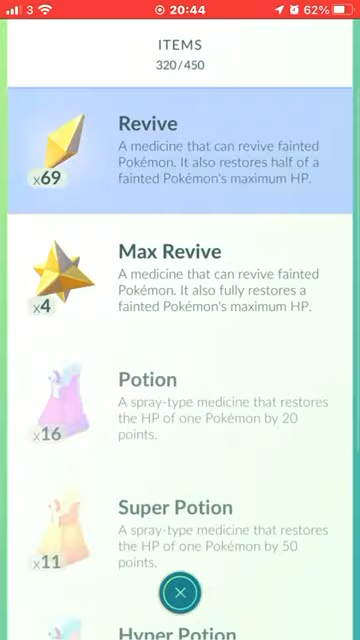 3 20:44 62%
ITEMS
320/450
Revive
A medicine that can revive fainted
Pokémon. It also restores half of a
fainted Pokémon's maximum HP.
x69
Max Revive
A medicine that can revive fainted
Pokémon. It also fully restores a
fainted Pokémon's maximum HP.
x4
Potion
A spray-type medicine that restores
the HP of one Pokémon by 20
points.
x16
Super Potion
A spray-type medicine that restores
the HP of one Pokémon by 50
points.
x11
Hyper Potion